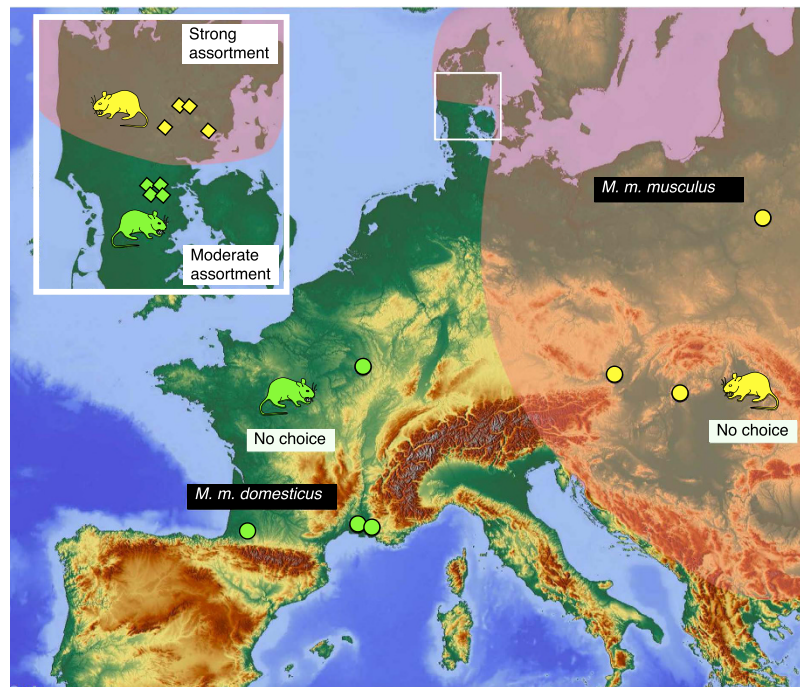 Strong
assortment
Moderate
assortment
M. m. musculus
No choice
No choice
M. m. domesticus